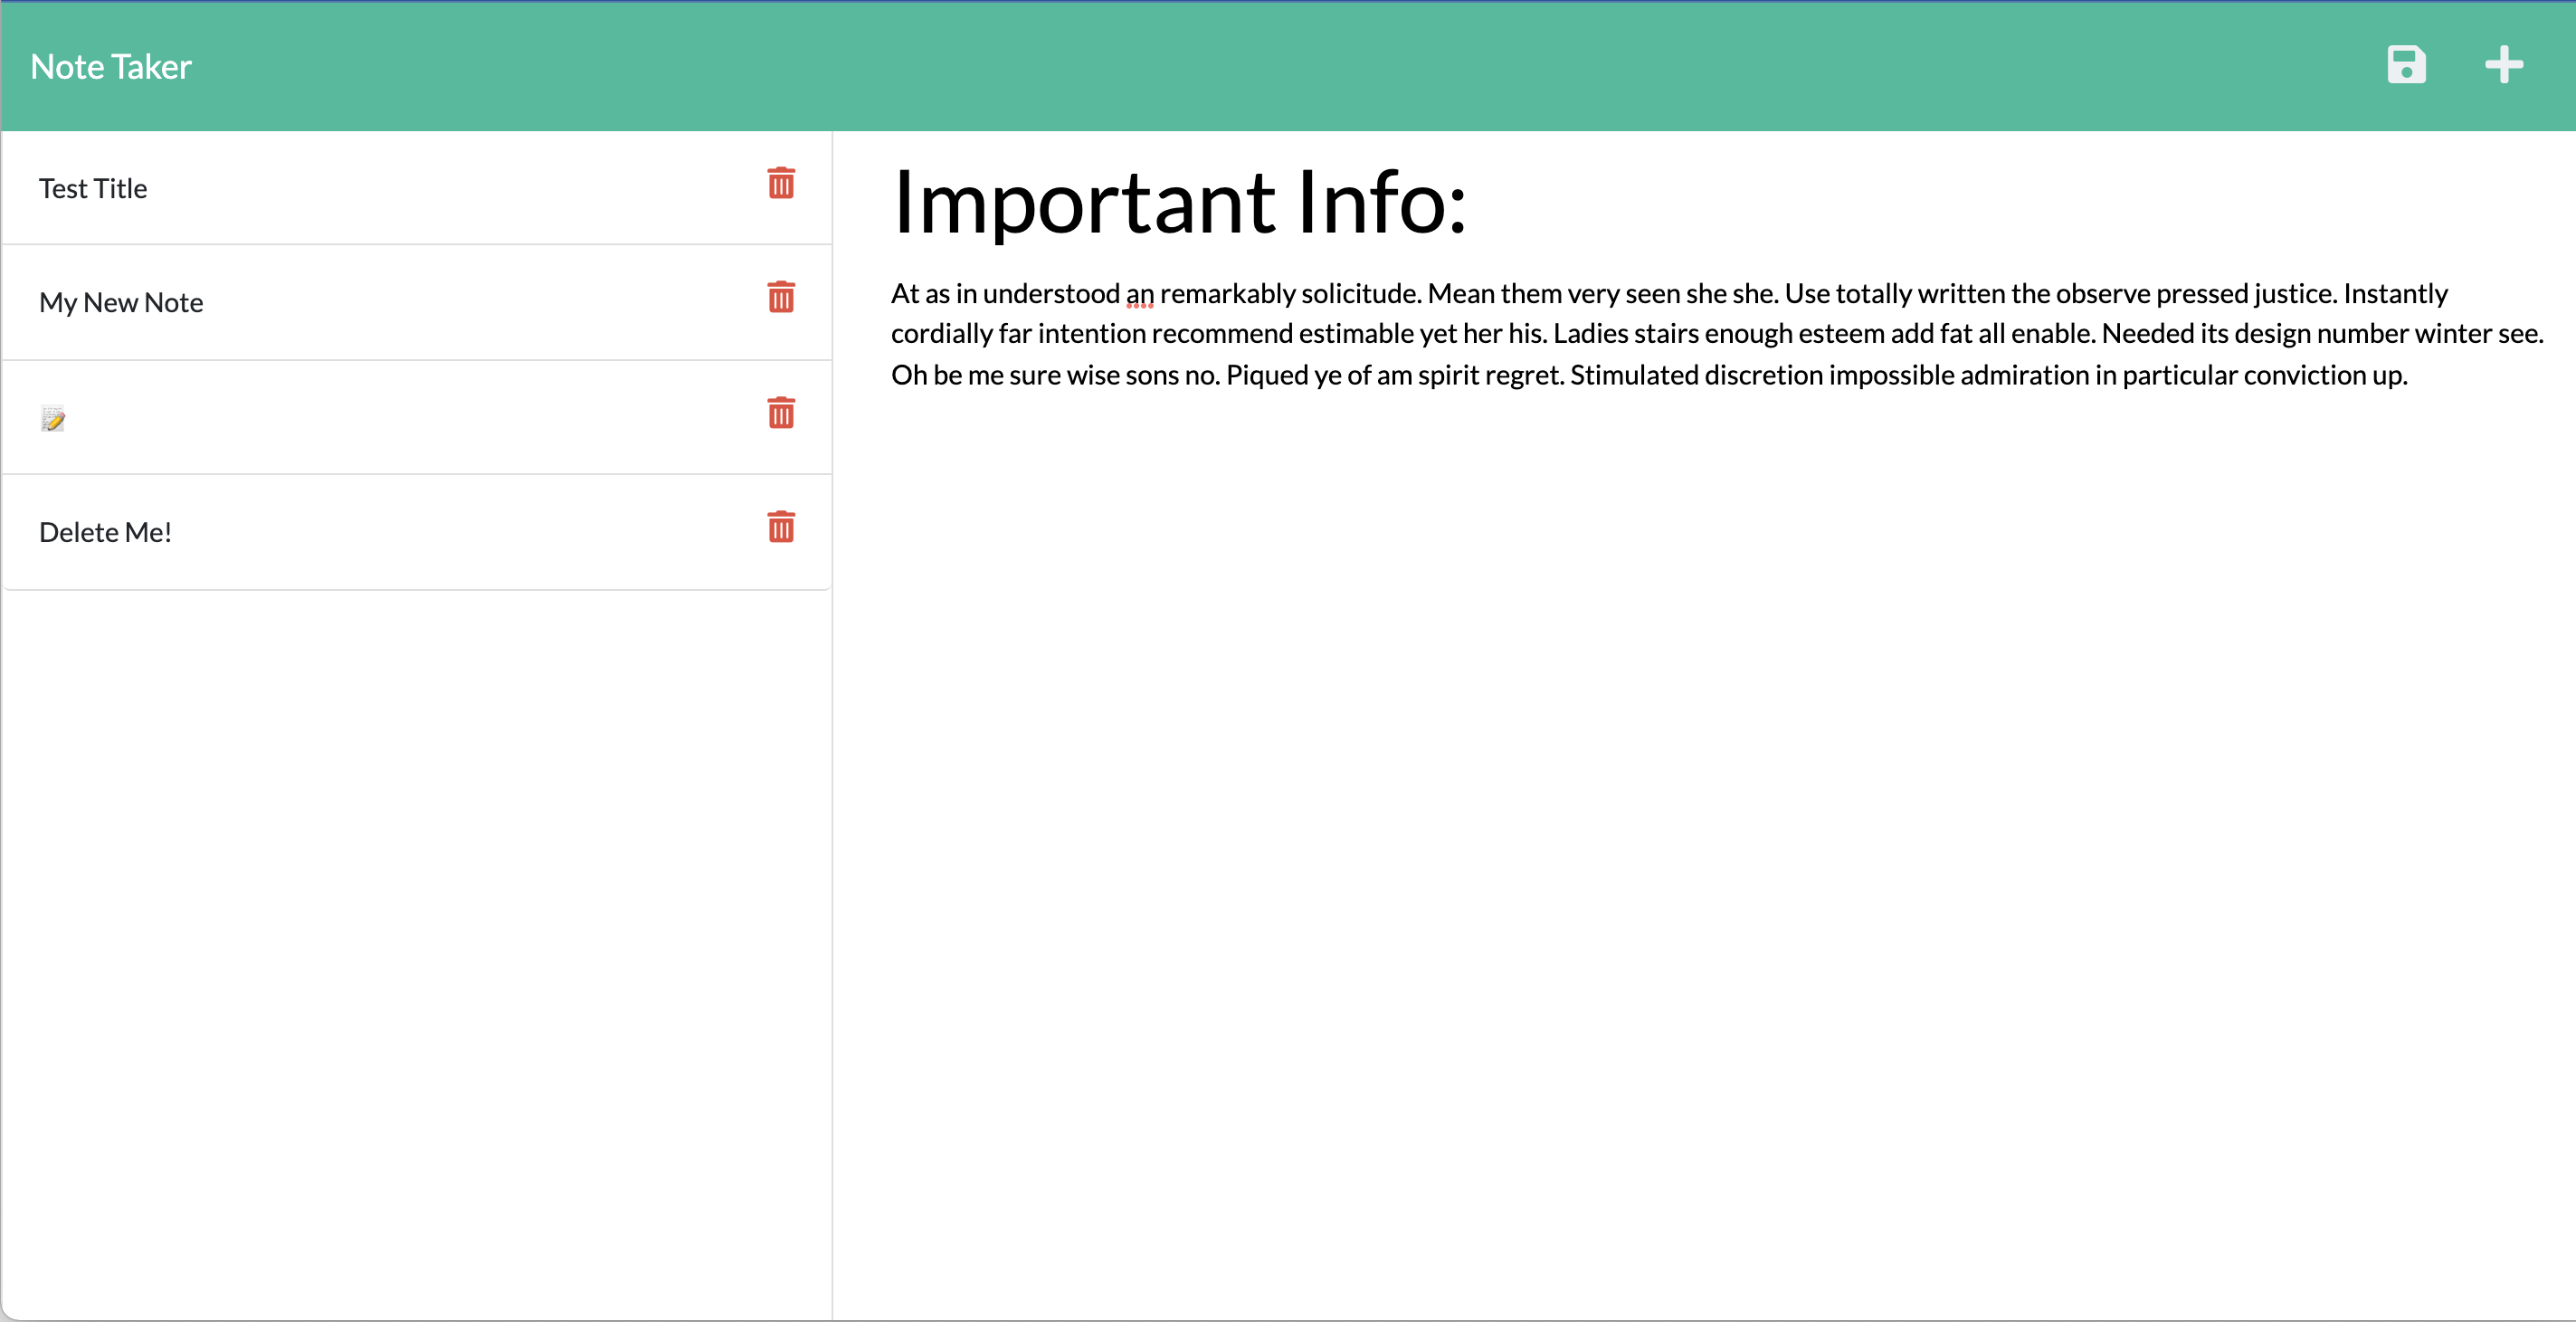 Note Taker
Test Title
My New Note
📝
Delete Me!
Important Info:
At as in understood an remarkably solicitude. Mean them very seen she she. Use totally written the observe pressed justice. Instantly
cordially far intention recommend estimable yet her his. Ladies stairs enough esteem add fat all enable. Needed its design number winter see.
Oh be me sure wise sons no. Piqued ye of am spirit regret. Stimulated discretion impossible admiration in particular conviction up.